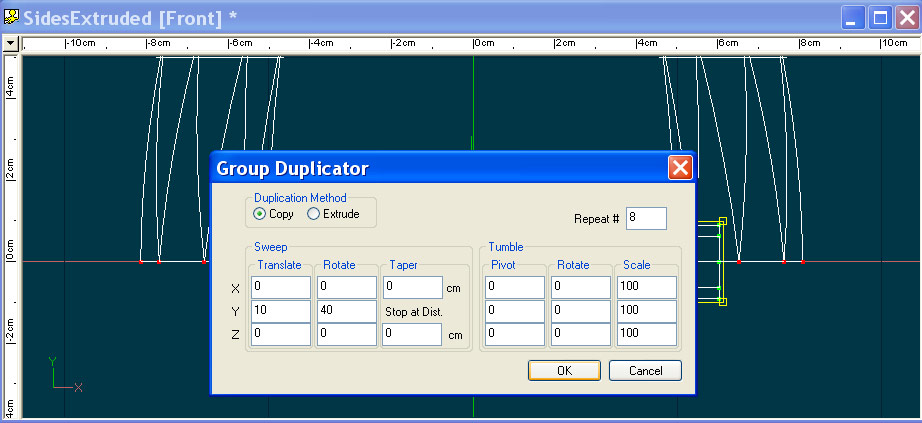 SidesExtruded [Front] *
-10cm -8cm -6cm -4cm -2cm 0cm 2cm 4cm 6cm 8cm 10cm
4cm
2cm
0cm
-2cm
4cm
Group Duplicator
Duplication Method
Copy Extrude
Repeat # 8
Sweep Tumble
Translate Rotate Taper Pivot Rotate Scale
X 0 0 0 cm 0 0 100
Y 10 40 Stop at Dist. 0 0 100
Z 0 0 0 cm 0 0 100
OK Cancel
Y
X